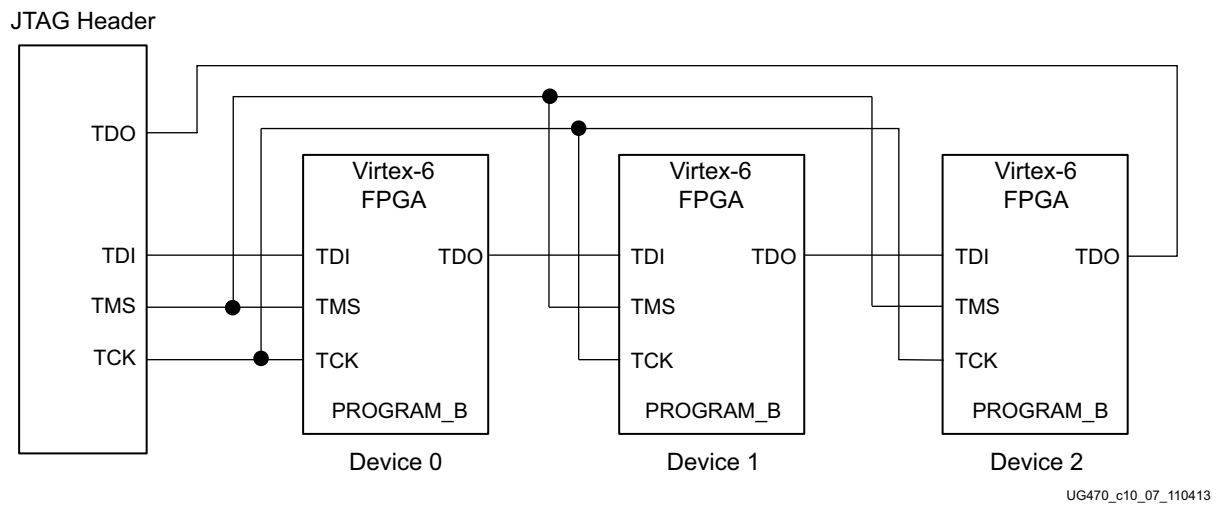 JTAG Header
TDO
TDI
TMS
TCK
Virtex-6
FPGA
TDI
TDO
TMS
TCK
PROGRAM_B
Device 0
Virtex-6
FPGA
TDI
TDO
TMS
TCK
PROGRAM_B
Device 1
Virtex-6
FPGA
TDI
TDO
TMS
TCK
PROGRAM_B
Device 2
UG470_c10_07_110413